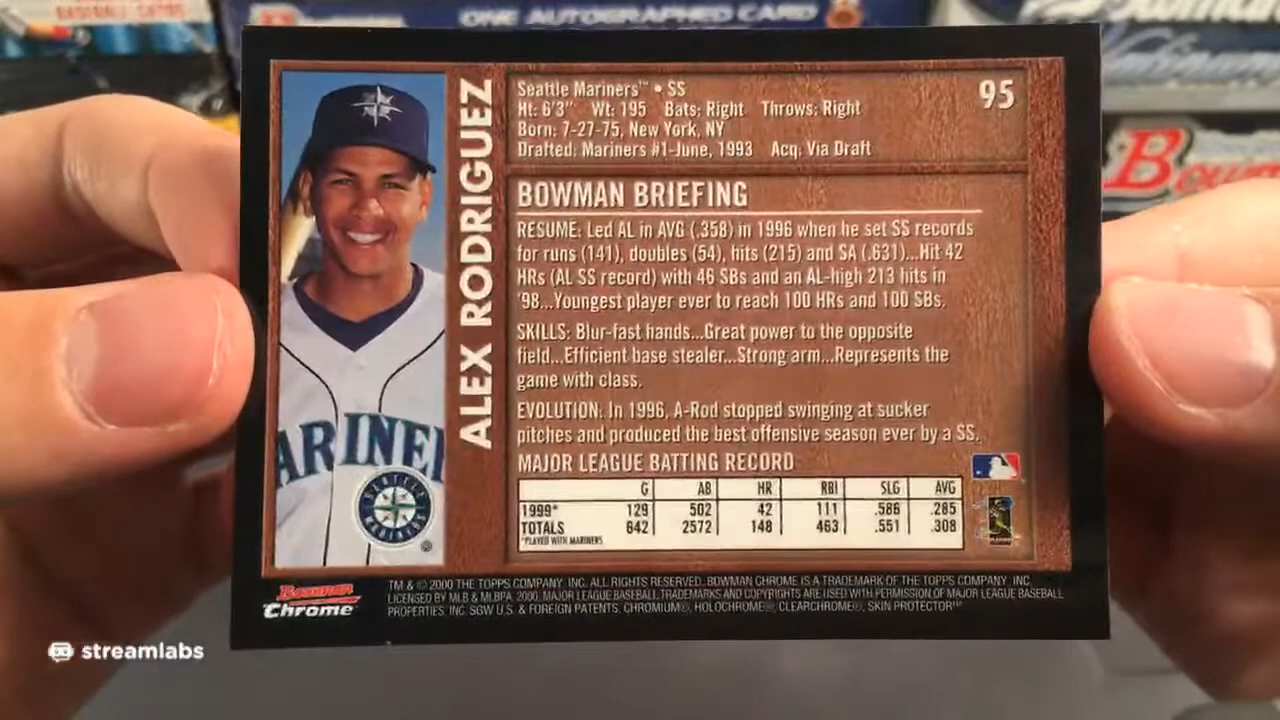 BASEBALL CARDS
ONE AUTOGRAPHED CARD
Bowman
ALEX RODRIGUEZ
Seattle Mariners™ • SS
95
Ht: 6'3" Wt: 195 Bats: Right Throws: Right
Born: 7-27-75, New York, NY
Drafted: Mariners #1-June, 1993 Acq: Via Draft
BOWMAN BRIEFING
RESUME: Led AL in AVG (.358) in 1996 when he set SS records
for runs (141), doubles (54), hits (215) and SA (.631)...Hit 42
HRs (AL SS record) with 46 SBs and an AL-high 213 hits in
'98...Youngest player ever to reach 100 HRs and 100 SBs.
SKILLS: Blur-fast hands...Great power to the opposite
field...Efficient base stealer...Strong arm...Represents the
game with class.
EVOLUTION: In 1996, A-Rod stopped swinging at sucker
pitches and produced the best offensive season ever by a SS.
MAJOR LEAGUE BATTING RECORD
G AB HR RBI SLG AVG
1999* 129 502 42 111 .586 .285
TOTALS 642 2572 148 463 .551 .308
*PLAYED WITH MARINERS
ARINE
SEATTLE MARINERS
®
Bowman
Chrome
TM & © 2000 THE TOPPS COMPANY, INC. ALL RIGHTS RESERVED. BOWMAN CHROME IS A TRADEMARK OF THE TOPPS COMPANY, INC.
LICENSED BY MLB & MLBPA, 2000. MAJOR LEAGUE BASEBALL TRADEMARKS AND COPYRIGHTS ARE USED WITH PERMISSION OF MAJOR LEAGUE BASEBALL
PROPERTIES, INC. SGW U.S. & FOREIGN PATENTS. CHROMIUM®, HOLOCHROME®, CLEARCHROME®, SKIN PROTECTOR™
streamlabs